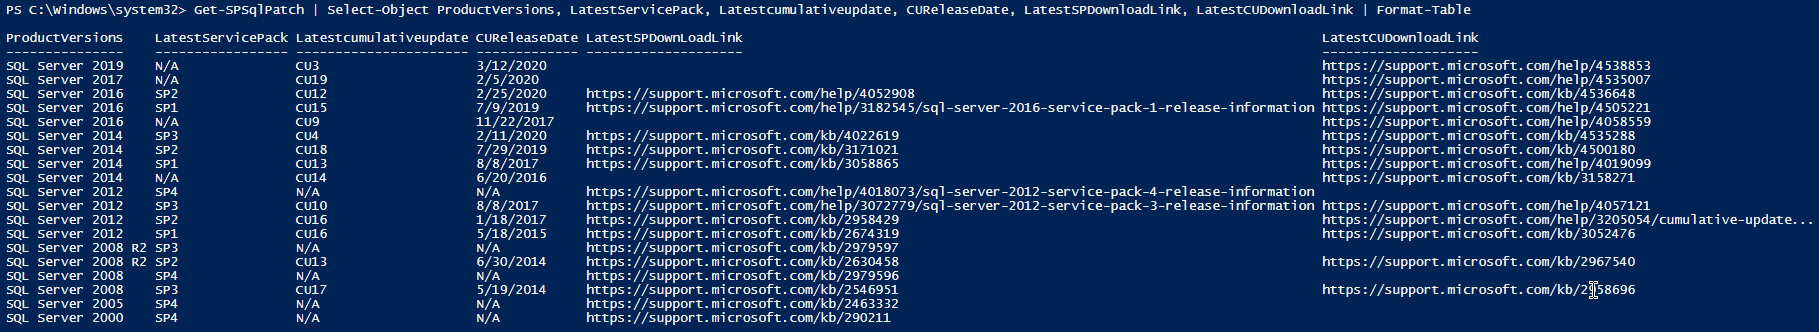 PS C:\Windows\system32> Get-SPSqlPatch | Select-Object ProductVersions, LatestServicePack, Latestcumulativeupdate, CUReleaseDate, LatestSPDownloadLink, LatestCUDownloadLink | Format-Table
ProductVersions LatestServicePack Latestcumulativeupdate CUReleaseDate LatestSPDownLoadLink LatestCUDownloadLink
--------------- ----------------- ---------------------- ------------- -------------------- --------------------
SQL Server 2019 N/A CU3 3/12/2020 https://support.microsoft.com/help/4538853
SQL Server 2017 N/A CU19 2/5/2020 https://support.microsoft.com/help/4535007
SQL Server 2016 SP2 CU12 2/25/2020 https://support.microsoft.com/help/4052908 https://support.microsoft.com/kb/4536648
SQL Server 2016 SP1 CU15 7/9/2019 https://support.microsoft.com/help/3182545/sql-server-2016-service-pack-1-release-information https://support.microsoft.com/help/4505221
SQL Server 2016 N/A CU9 11/22/2017 https://support.microsoft.com/help/4058559
SQL Server 2014 SP3 CU4 2/11/2020 https://support.microsoft.com/kb/4022619 https://support.microsoft.com/kb/4535288
SQL Server 2014 SP2 CU18 7/29/2019 https://support.microsoft.com/kb/3171021 https://support.microsoft.com/kb/4500180
SQL Server 2014 SP1 CU13 8/8/2017 https://support.microsoft.com/kb/3058865 https://support.microsoft.com/help/4019099
SQL Server 2014 N/A CU14 6/20/2016 https://support.microsoft.com/kb/3158271
SQL Server 2012 SP4 N/A N/A https://support.microsoft.com/help/4018073/sql-server-2012-service-pack-4-release-information
SQL Server 2012 SP3 CU10 8/8/2017 https://support.microsoft.com/help/3072779/sql-server-2012-service-pack-3-release-information https://support.microsoft.com/help/4057121
SQL Server 2012 SP2 CU16 1/18/2017 https://support.microsoft.com/kb/2958429 https://support.microsoft.com/help/3205054/cumulative-update...
SQL Server 2012 SP1 CU16 5/18/2015 https://support.microsoft.com/kb/2674319 https://support.microsoft.com/kb/3052476
SQL Server 2008 R2 SP3 N/A N/A https://support.microsoft.com/kb/2979597
SQL Server 2008 R2 SP2 CU13 6/30/2014 https://support.microsoft.com/kb/2630458 https://support.microsoft.com/kb/2967540
SQL Server 2008 SP4 N/A N/A https://support.microsoft.com/kb/2979596
SQL Server 2008 SP3 CU17 5/19/2014 https://support.microsoft.com/kb/2546951
SQL Server 2005 SP4 N/A N/A https://support.microsoft.com/kb/2463332
SQL Server 2000 SP4 N/A N/A https://support.microsoft.com/kb/290211